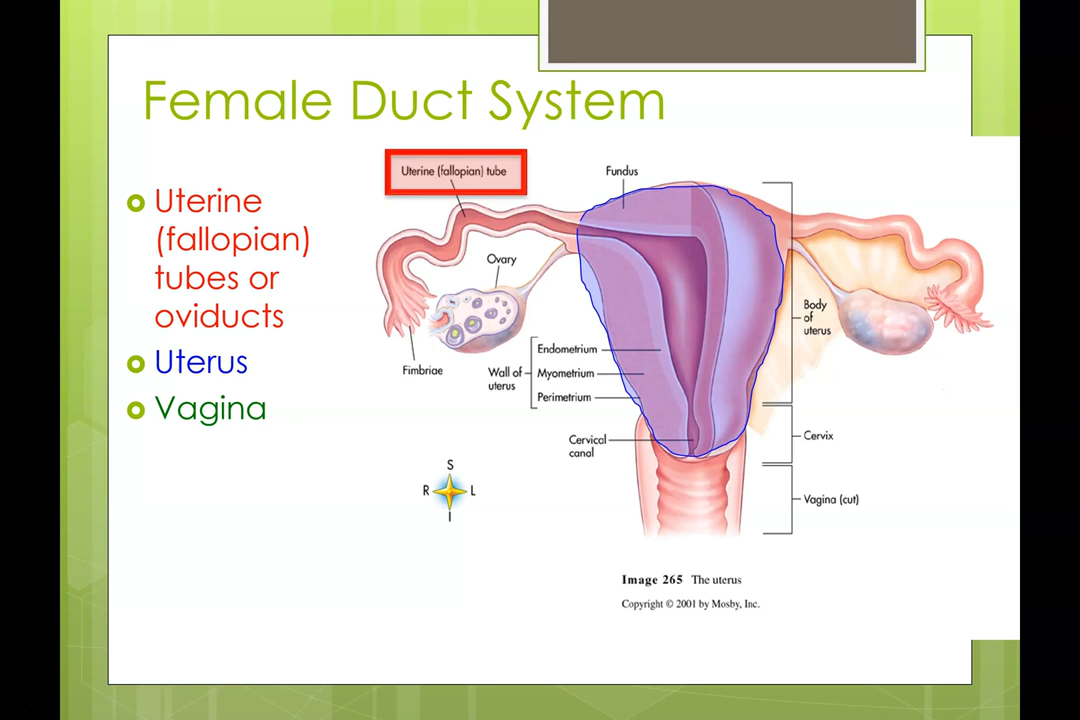 Female Duct System
Uterine
(fallopian)
tubes or
oviducts
Uterus
Vagina
Uterine (fallopian) tube
Fundus
Ovary
Body
of
uterus
Fimbriae
Wall of
uterus
Endometrium
Myometrium
Perimetrium
Cervical
canal
Cervix
Vagina (cut)
S
R L
I
Image 265 The uterus
Copyright © 2001 by Mosby, Inc.